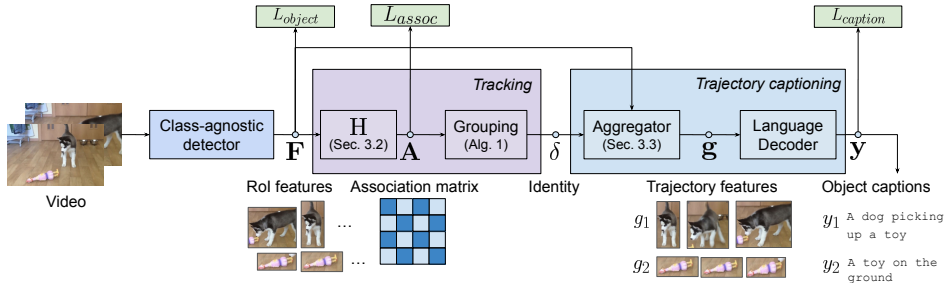 L_object
L_assoc
L_caption
Tracking
Trajectory captioning
Class-agnostic
detector
F
H
(Sec. 3.2)
A
Grouping
(Alg. 1)
δ
Aggregator
(Sec. 3.3)
g
Language
Decoder
y
Video
RoI features
Association matrix
Identity
Trajectory features
Object captions
...
g1
y1
A dog picking
up a toy
...
g2
y2
A toy on the
ground